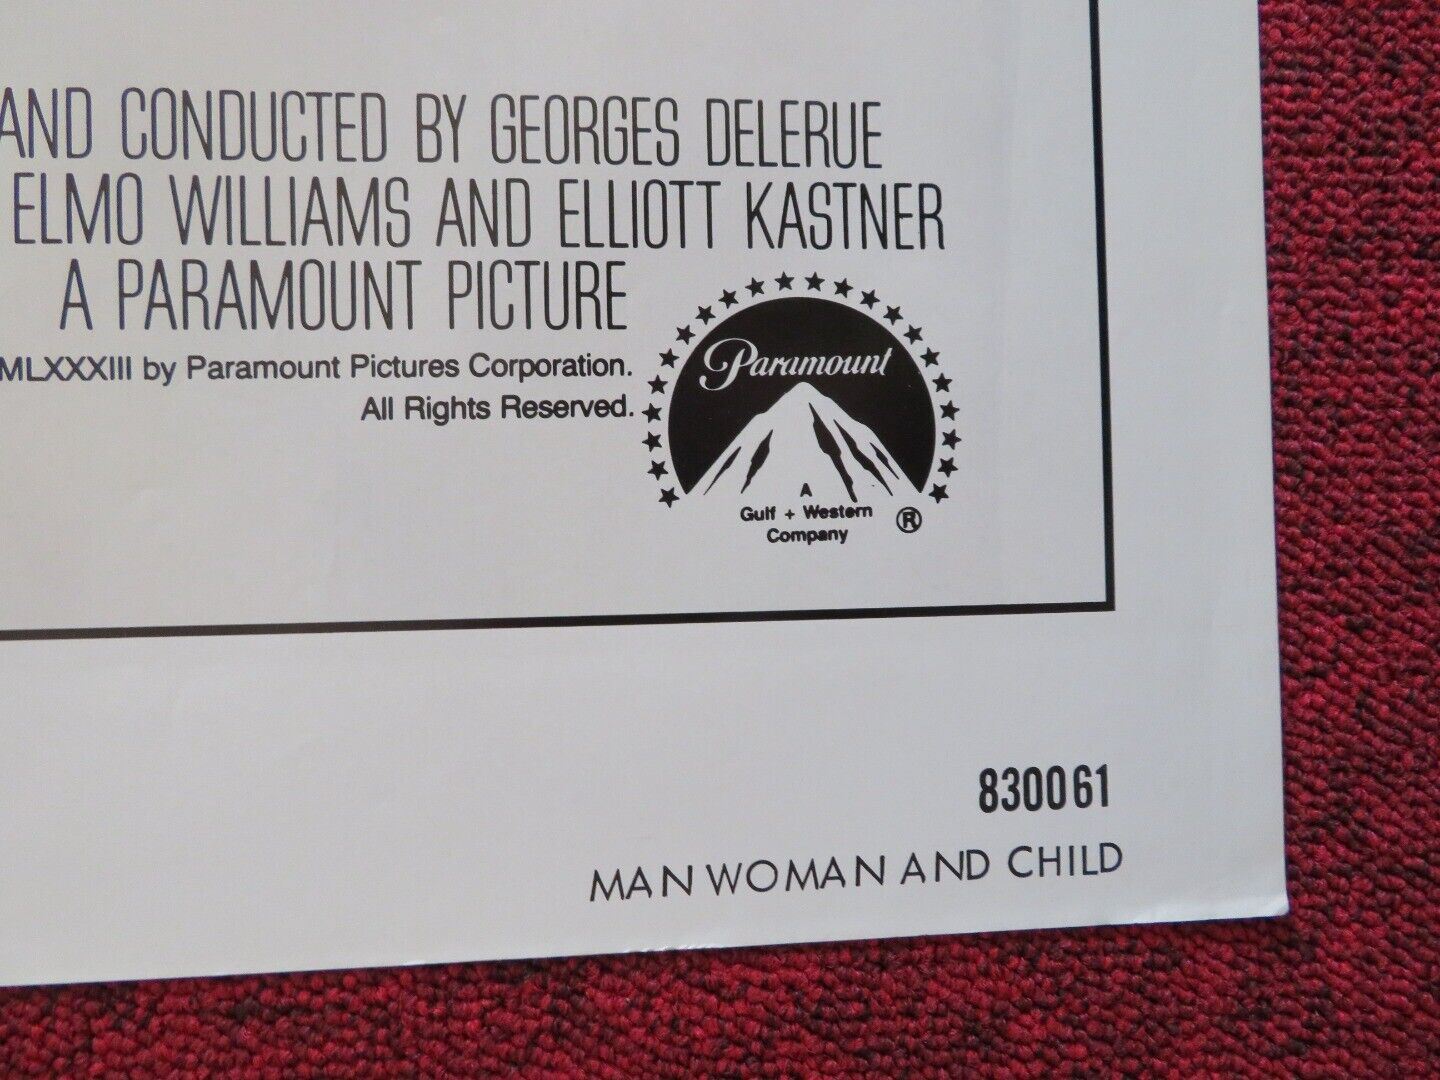 AND CONDUCTED BY GEORGES DELERUE
ELMO WILLIAMS AND ELLIOTT KASTNER
A PARAMOUNT PICTURE
MLXXXIII by Paramount Pictures Corporation.
All Rights Reserved.
Paramount
A
Gulf + Western
Company
®
830061
MAN WOMAN AND CHILD